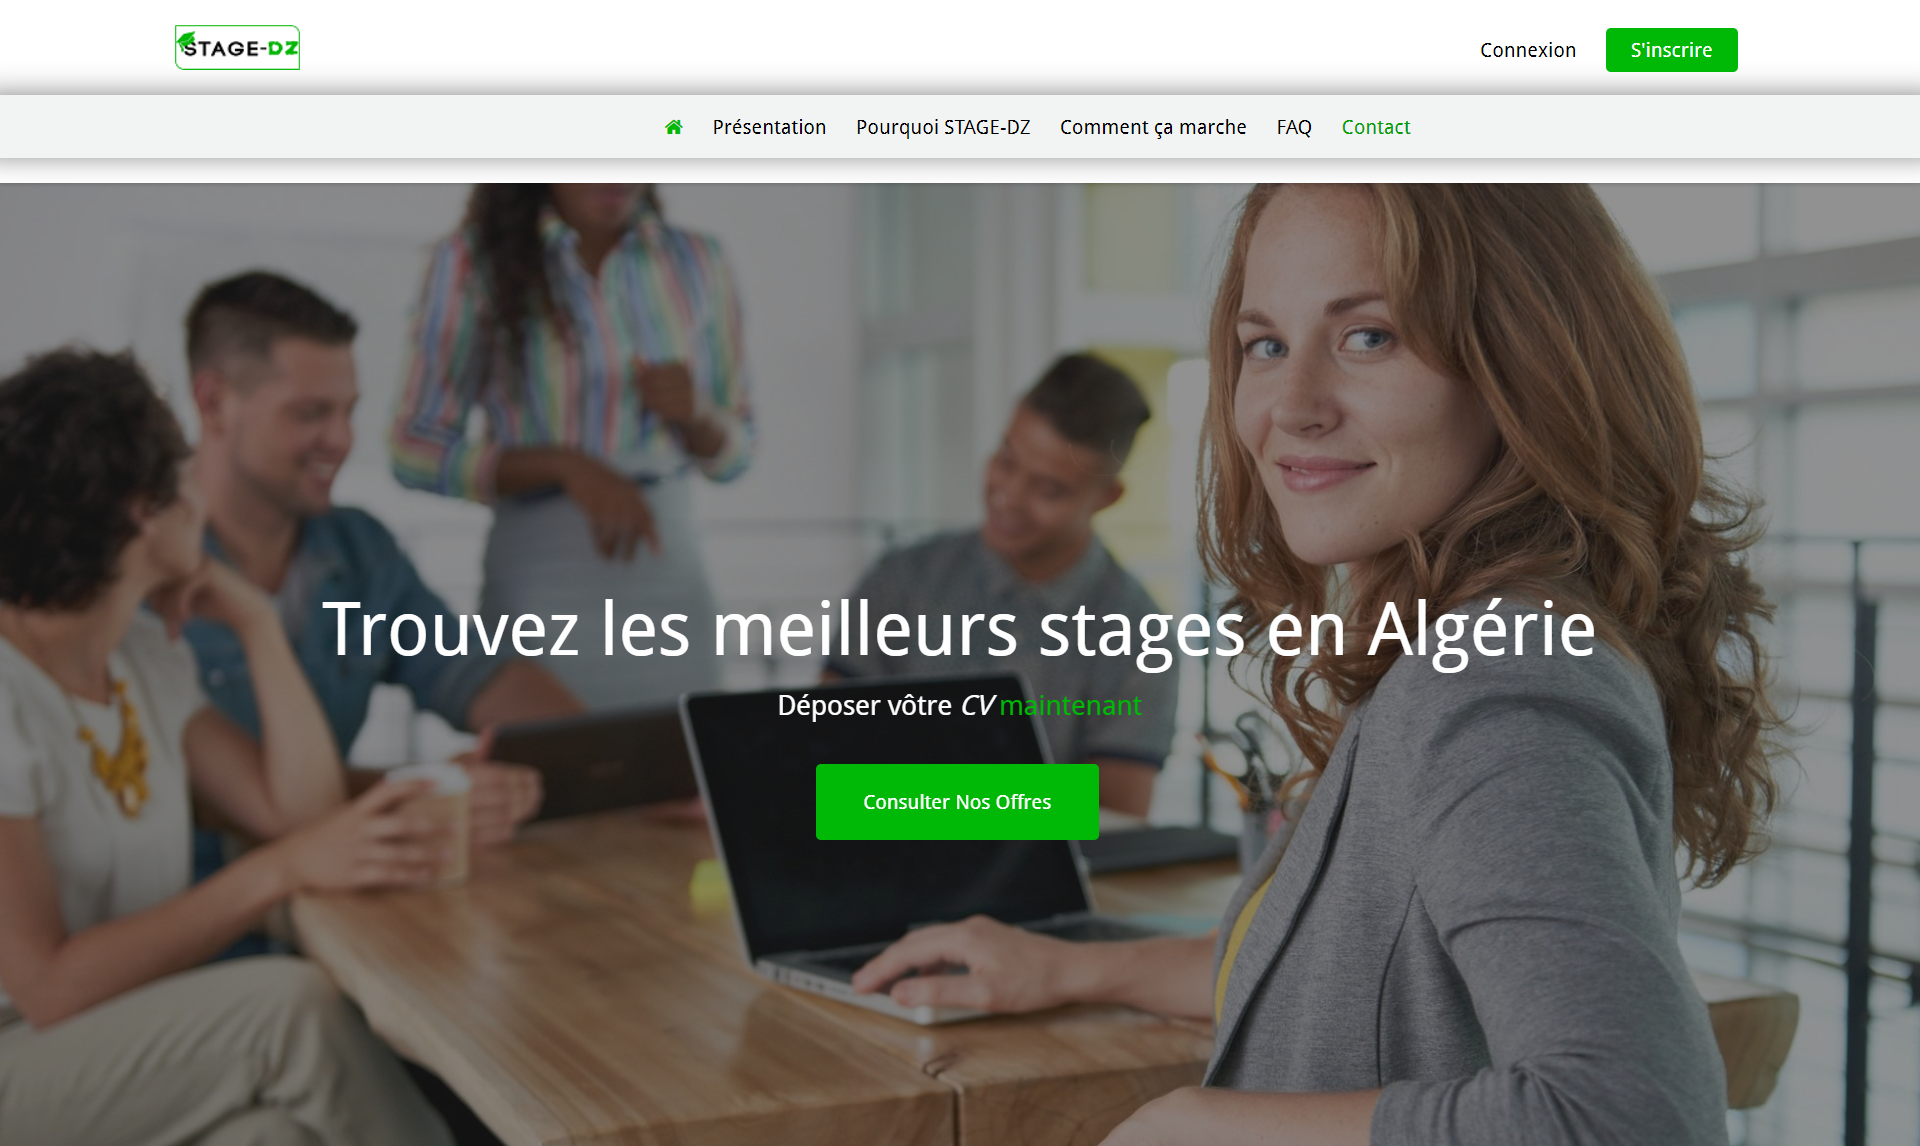 STAGE-DZ
Connexion
S'inscrire
Présentation
Pourquoi STAGE-DZ
Comment ça marche
FAQ
Contact
Trouvez les meilleurs stages en Algérie
Déposer vôtre CV maintenant
Consulter Nos Offres